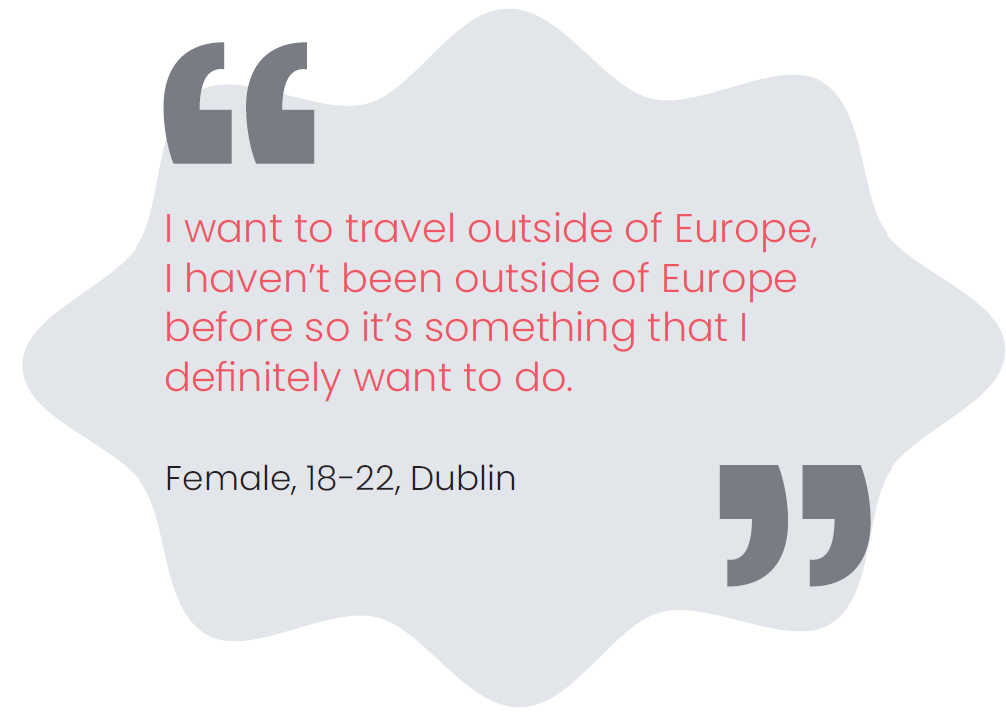 “
I want to travel outside of Europe,
I haven’t been outside of Europe
before so it’s something that I
definitely want to do.
Female, 18-22, Dublin
”